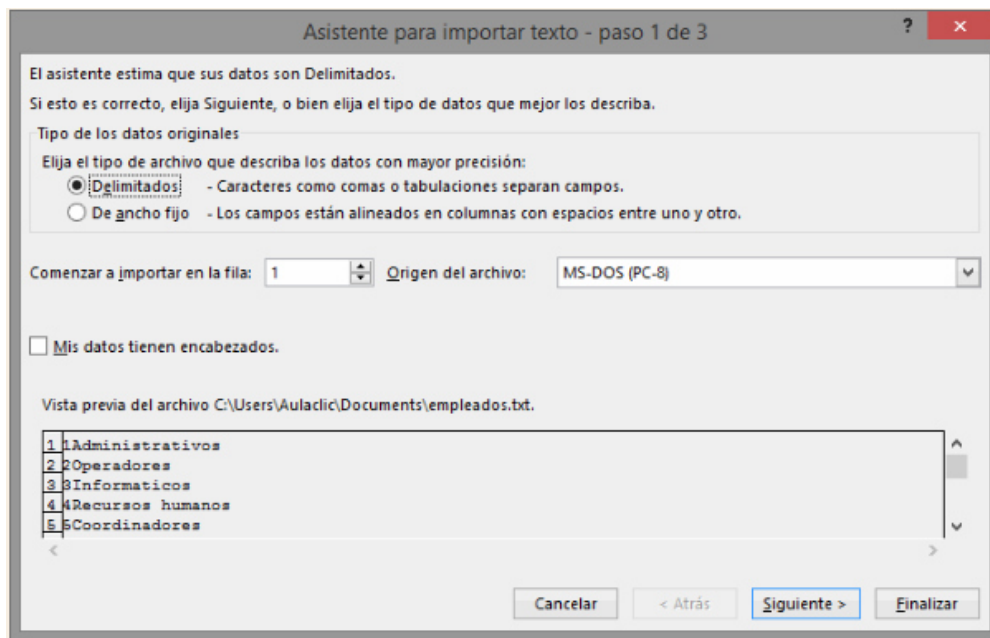 Asistente para importar texto - paso 1 de 3
?
El asistente estima que sus datos son Delimitados.
Si esto es correcto, elija Siguiente, o bien elija el tipo de datos que mejor los describa.
Tipo de los datos originales
Elija el tipo de archivo que describa los datos con mayor precisión:
Delimitados - Caracteres como comas o tabulaciones separan campos.
De ancho fijo - Los campos están alineados en columnas con espacios entre uno y otro.
Comenzar a importar en la fila: 1 Origen del archivo: MS-DOS (PC-8)
Mis datos tienen encabezados.
Vista previa del archivo C:\Users\Aulaclic\Documents\empleados.txt.
1 1Administrativos
2 2Operadores
3 3Informaticos
4 4Recursos humanos
5 5Coordinadores
Cancelar < Atrás Siguiente > Finalizar